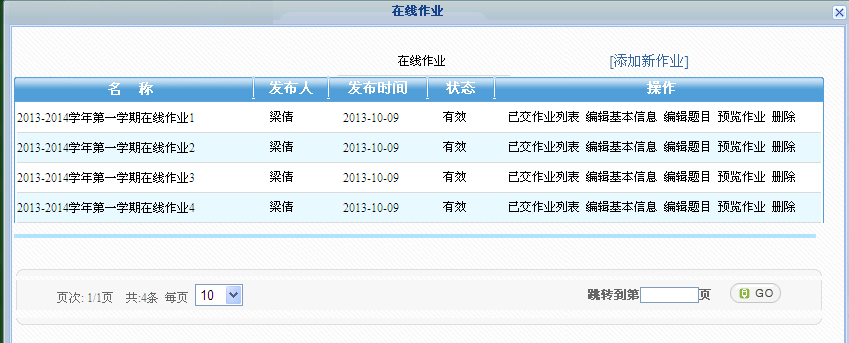 在线作业
在线作业 [添加新作业]
名 称 发布人 发布时间 状态 操作
2013-2014学年第一学期在线作业1 梁倩 2013-10-09 有效 已交作业列表 编辑基本信息 编辑题目 预览作业 删除
2013-2014学年第一学期在线作业2 梁倩 2013-10-09 有效 已交作业列表 编辑基本信息 编辑题目 预览作业 删除
2013-2014学年第一学期在线作业3 梁倩 2013-10-09 有效 已交作业列表 编辑基本信息 编辑题目 预览作业 删除
2013-2014学年第一学期在线作业4 梁倩 2013-10-09 有效 已交作业列表 编辑基本信息 编辑题目 预览作业 删除
页次: 1/1页 共:4条 每页 10 跳转到第 页 GO